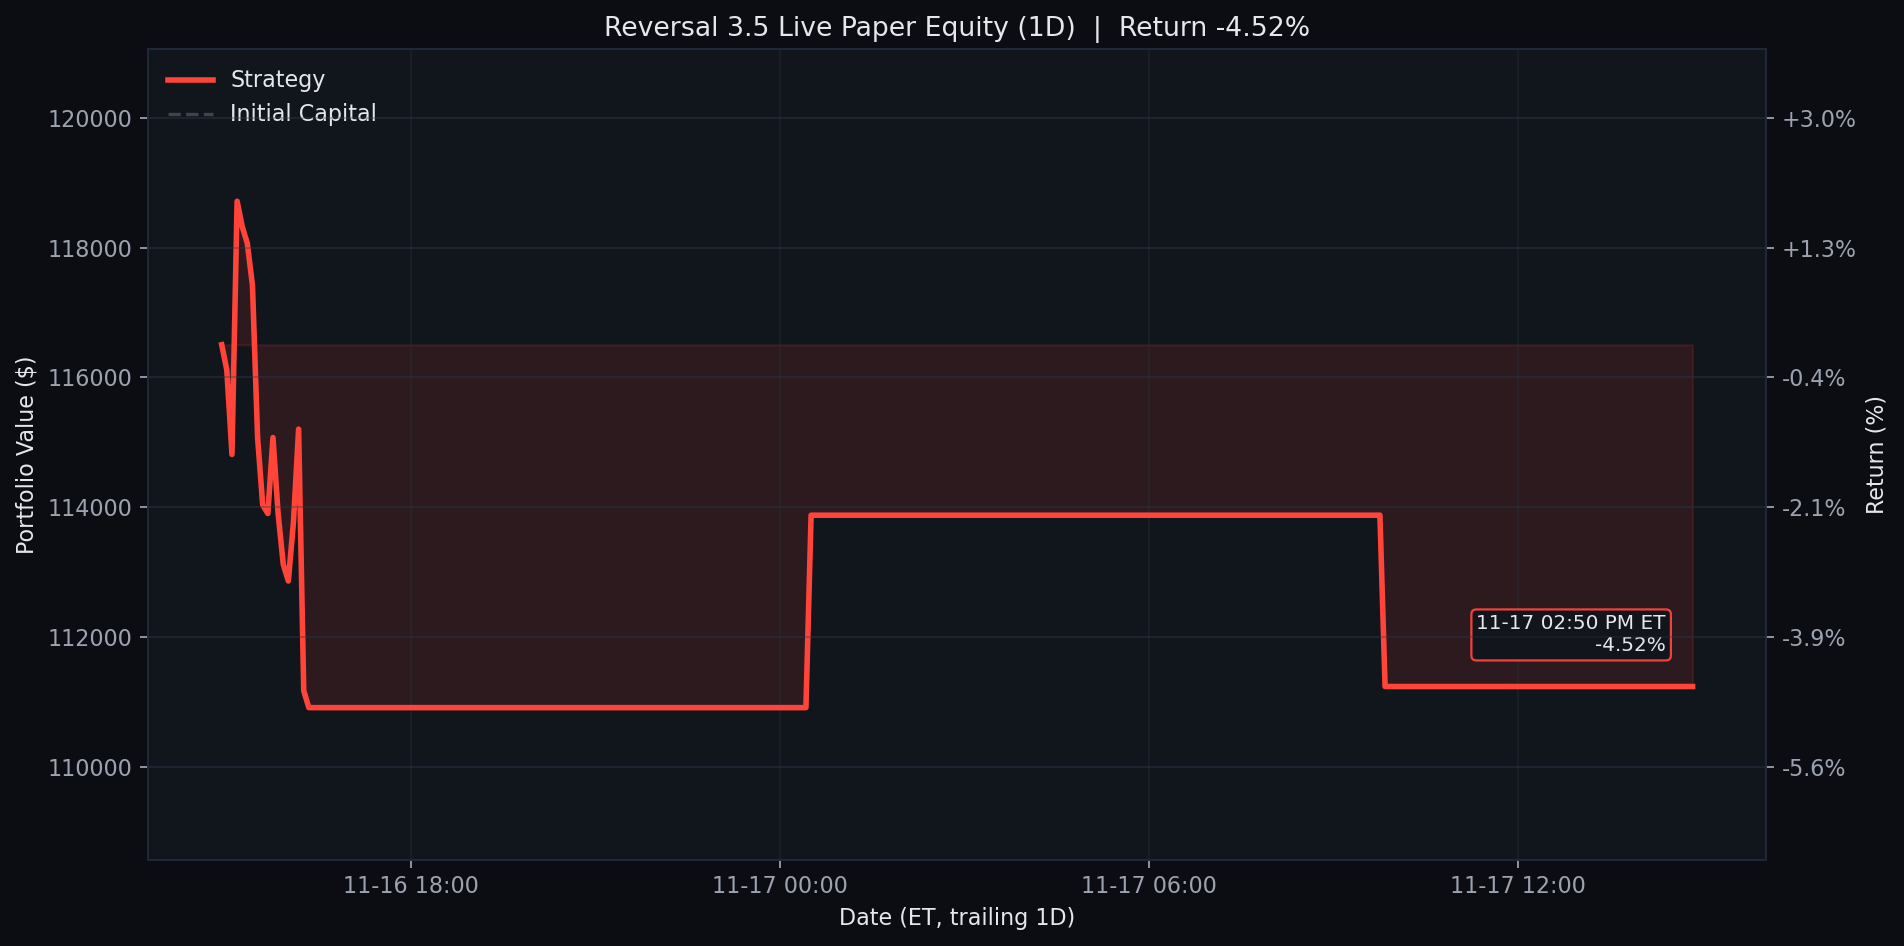 Reversal 3.5 Live Paper Equity (1D)  |  Return -4.52%
Strategy
Initial Capital
120000
118000
116000
114000
112000
110000
Portfolio Value ($)
+3.0%
+1.3%
-0.4%
-2.1%
-3.9%
-5.6%
Return (%)
11-17 02:50 PM ET
-4.52%
11-16 18:00
11-17 00:00
11-17 06:00
11-17 12:00
Date (ET, trailing 1D)